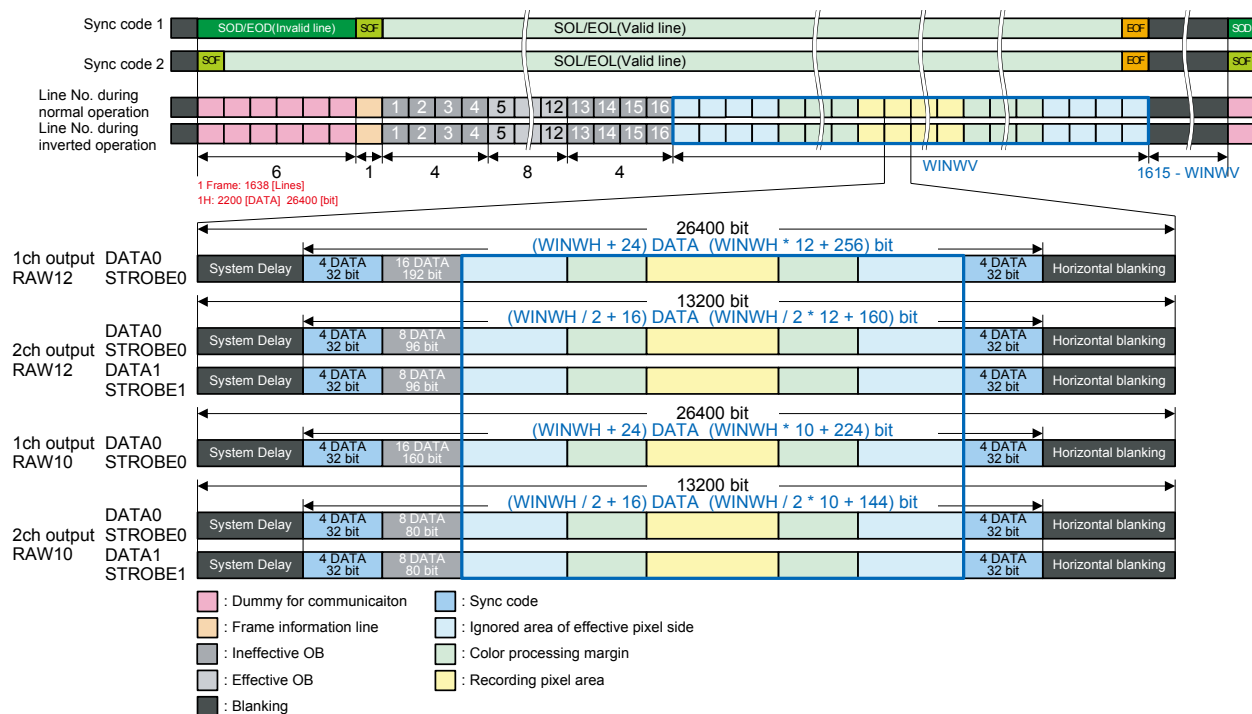 Sync code 1 SOD/EOD(Invalid line) SOF SOL/EOL(Valid line) EOF SOD
Sync code 2 SOF SOL/EOL(Valid line) EOF SOF
Line No. during
normal operation 1 2 3 4 5 12 13 14 15 16
Line No. during
inverted operation 1 2 3 4 5 12 13 14 15 16
6 1 4 8 4 WINWV 1615 - WINWV
1 Frame: 1638 [Lines]
1H: 2200 [DATA] 26400 [bit]
26400 bit
(WINWH + 24) DATA (WINWH * 12 + 256) bit
1ch output RAW12 DATA0 STROBE0 System Delay 4 DATA 32 bit 16 DATA 192 bit 4 DATA 32 bit Horizontal blanking
13200 bit
(WINWH / 2 + 16) DATA (WINWH / 2 * 12 + 160) bit
2ch output RAW12 DATA0 STROBE0 System Delay 4 DATA 32 bit 8 DATA 96 bit 4 DATA 32 bit Horizontal blanking
DATA1 STROBE1 System Delay 4 DATA 32 bit 8 DATA 96 bit 4 DATA 32 bit Horizontal blanking
26400 bit
(WINWH + 24) DATA (WINWH * 10 + 224) bit
1ch output RAW10 DATA0 STROBE0 System Delay 4 DATA 32 bit 16 DATA 160 bit 4 DATA 32 bit Horizontal blanking
13200 bit
(WINWH / 2 + 16) DATA (WINWH / 2 * 10 + 144) bit
2ch output RAW10 DATA0 STROBE0 System Delay 4 DATA 32 bit 8 DATA 80 bit 4 DATA 32 bit Horizontal blanking
DATA1 STROBE1 System Delay 4 DATA 32 bit 8 DATA 80 bit 4 DATA 32 bit Horizontal blanking
: Dummy for communicaiton : Sync code
: Frame information line : Ignored area of effective pixel side
: Ineffective OB : Color processing margin
: Effective OB : Recording pixel area
: Blanking